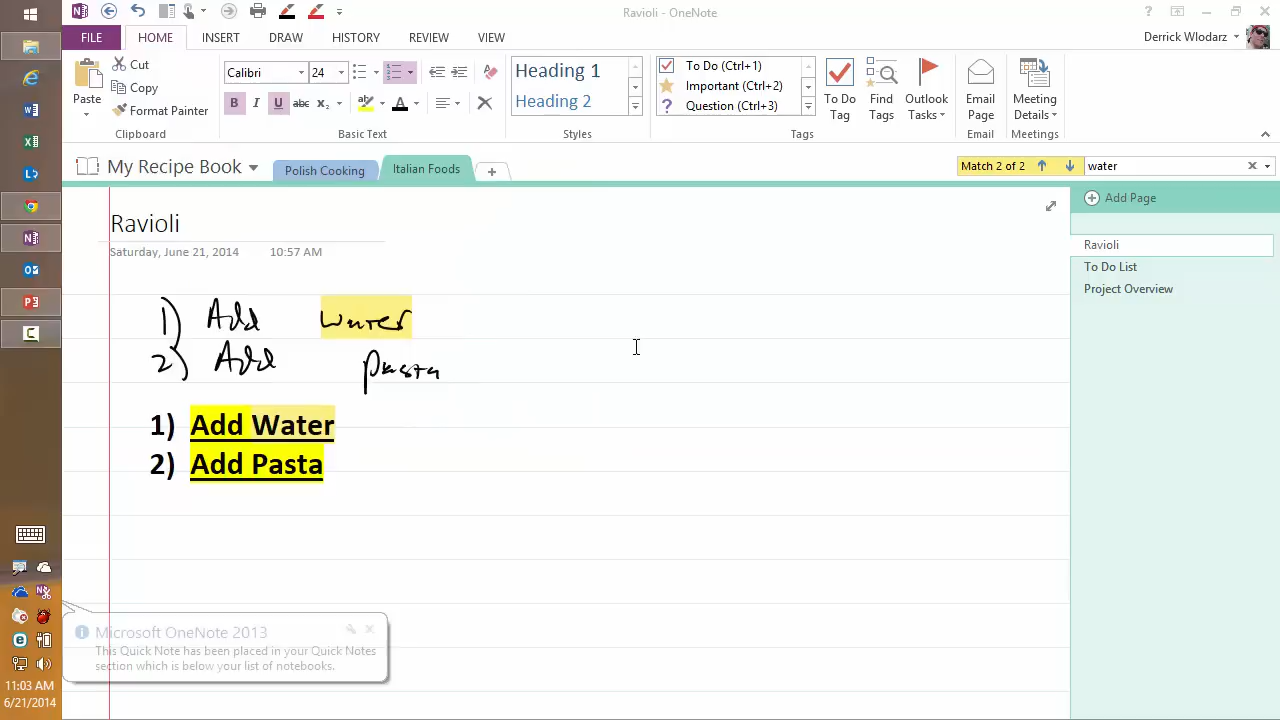 Ravioli - OneNote
?
FILE HOME INSERT DRAW HISTORY REVIEW VIEW
Derrick Wlodarz
Paste
Cut
Copy
Format Painter
Clipboard
Calibri 24
B I U abc x₂ A
Basic Text
Heading 1
Heading 2
Styles
To Do (Ctrl+1)
Important (Ctrl+2)
Question (Ctrl+3)
To Do Tag
Find Tags
Outlook Tasks
Tags
Email Page
Email
Meeting Details
Meetings
My Recipe Book
Polish Cooking
Italian Foods
Match 2 of 2
water
Add Page
Ravioli
To Do List
Project Overview
Ravioli
Saturday, June 21, 2014 10:57 AM
1) Add water
2) Add pasta
1) Add Water
2) Add Pasta
Microsoft OneNote 2013
This Quick Note has been placed in your Quick Notes
section which is below your list of notebooks.
11:03 AM
6/21/2014